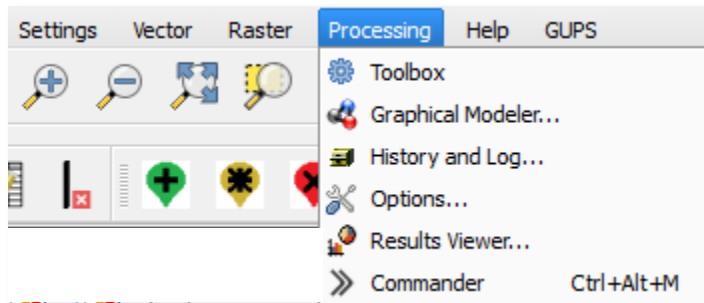 Settings Vector Raster Processing Help GUPS
Toolbox
Graphical Modeler...
History and Log...
Options...
Results Viewer...
Commander Ctrl+Alt+M